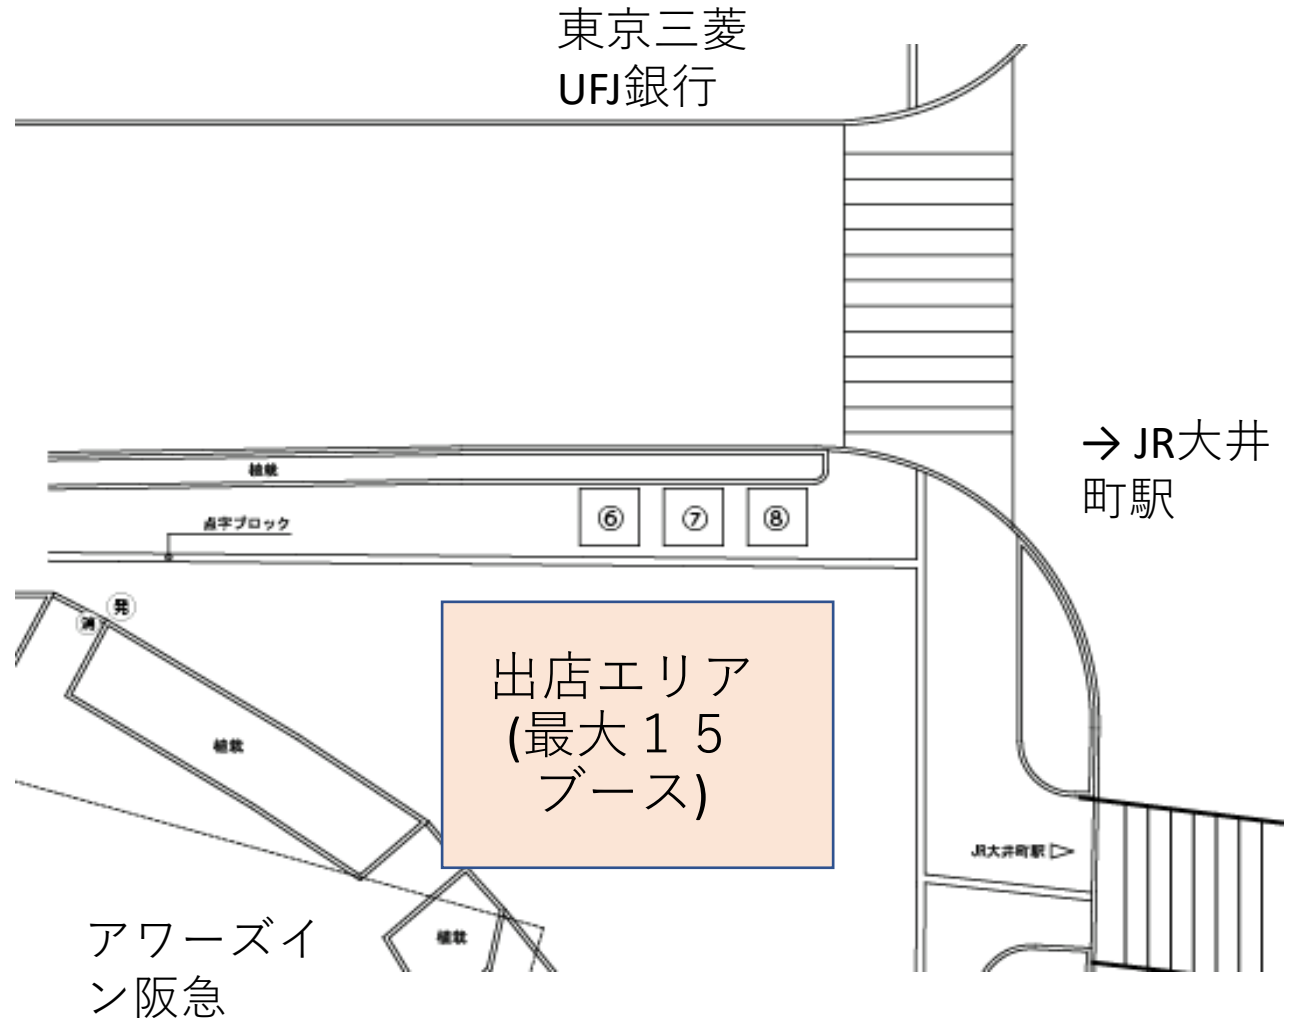 東京三菱
UFJ銀行
→ JR大井
町駅
植栽
⑥ ⑦ ⑧
点字ブロック
発
消
出店エリア
(最大１５
ブース)
植栽
JR大井町駅
植栽
アワーズイ
ン阪急